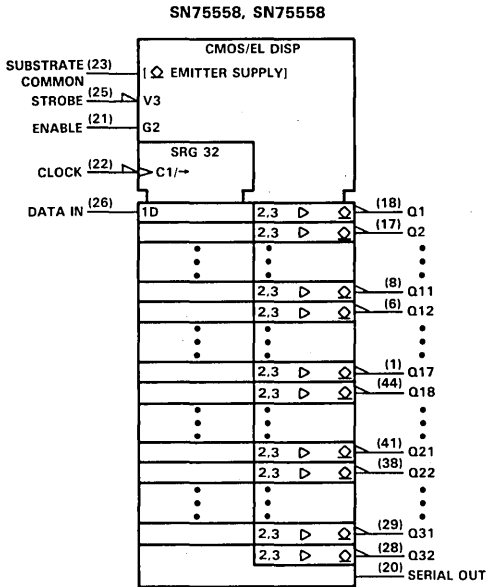 SN75558, SN75558
CMOS/EL DISP
SUBSTRATE COMMON (23) [ ◇ EMITTER SUPPLY]
STROBE (25) V3
ENABLE (21) G2
SRG 32
CLOCK (22) C1/→
DATA IN (26) 1D 2,3 ▷ ◇ (18) Q1
2,3 ▷ ◇ (17) Q2
2,3 ▷ ◇ (8) Q11
2,3 ▷ ◇ (6) Q12
2,3 ▷ ◇ (1) Q17
2,3 ▷ ◇ (44) Q18
2,3 ▷ ◇ (41) Q21
2,3 ▷ ◇ (38) Q22
2,3 ▷ ◇ (29) Q31
2,3 ▷ ◇ (28) Q32
(20) SERIAL OUT